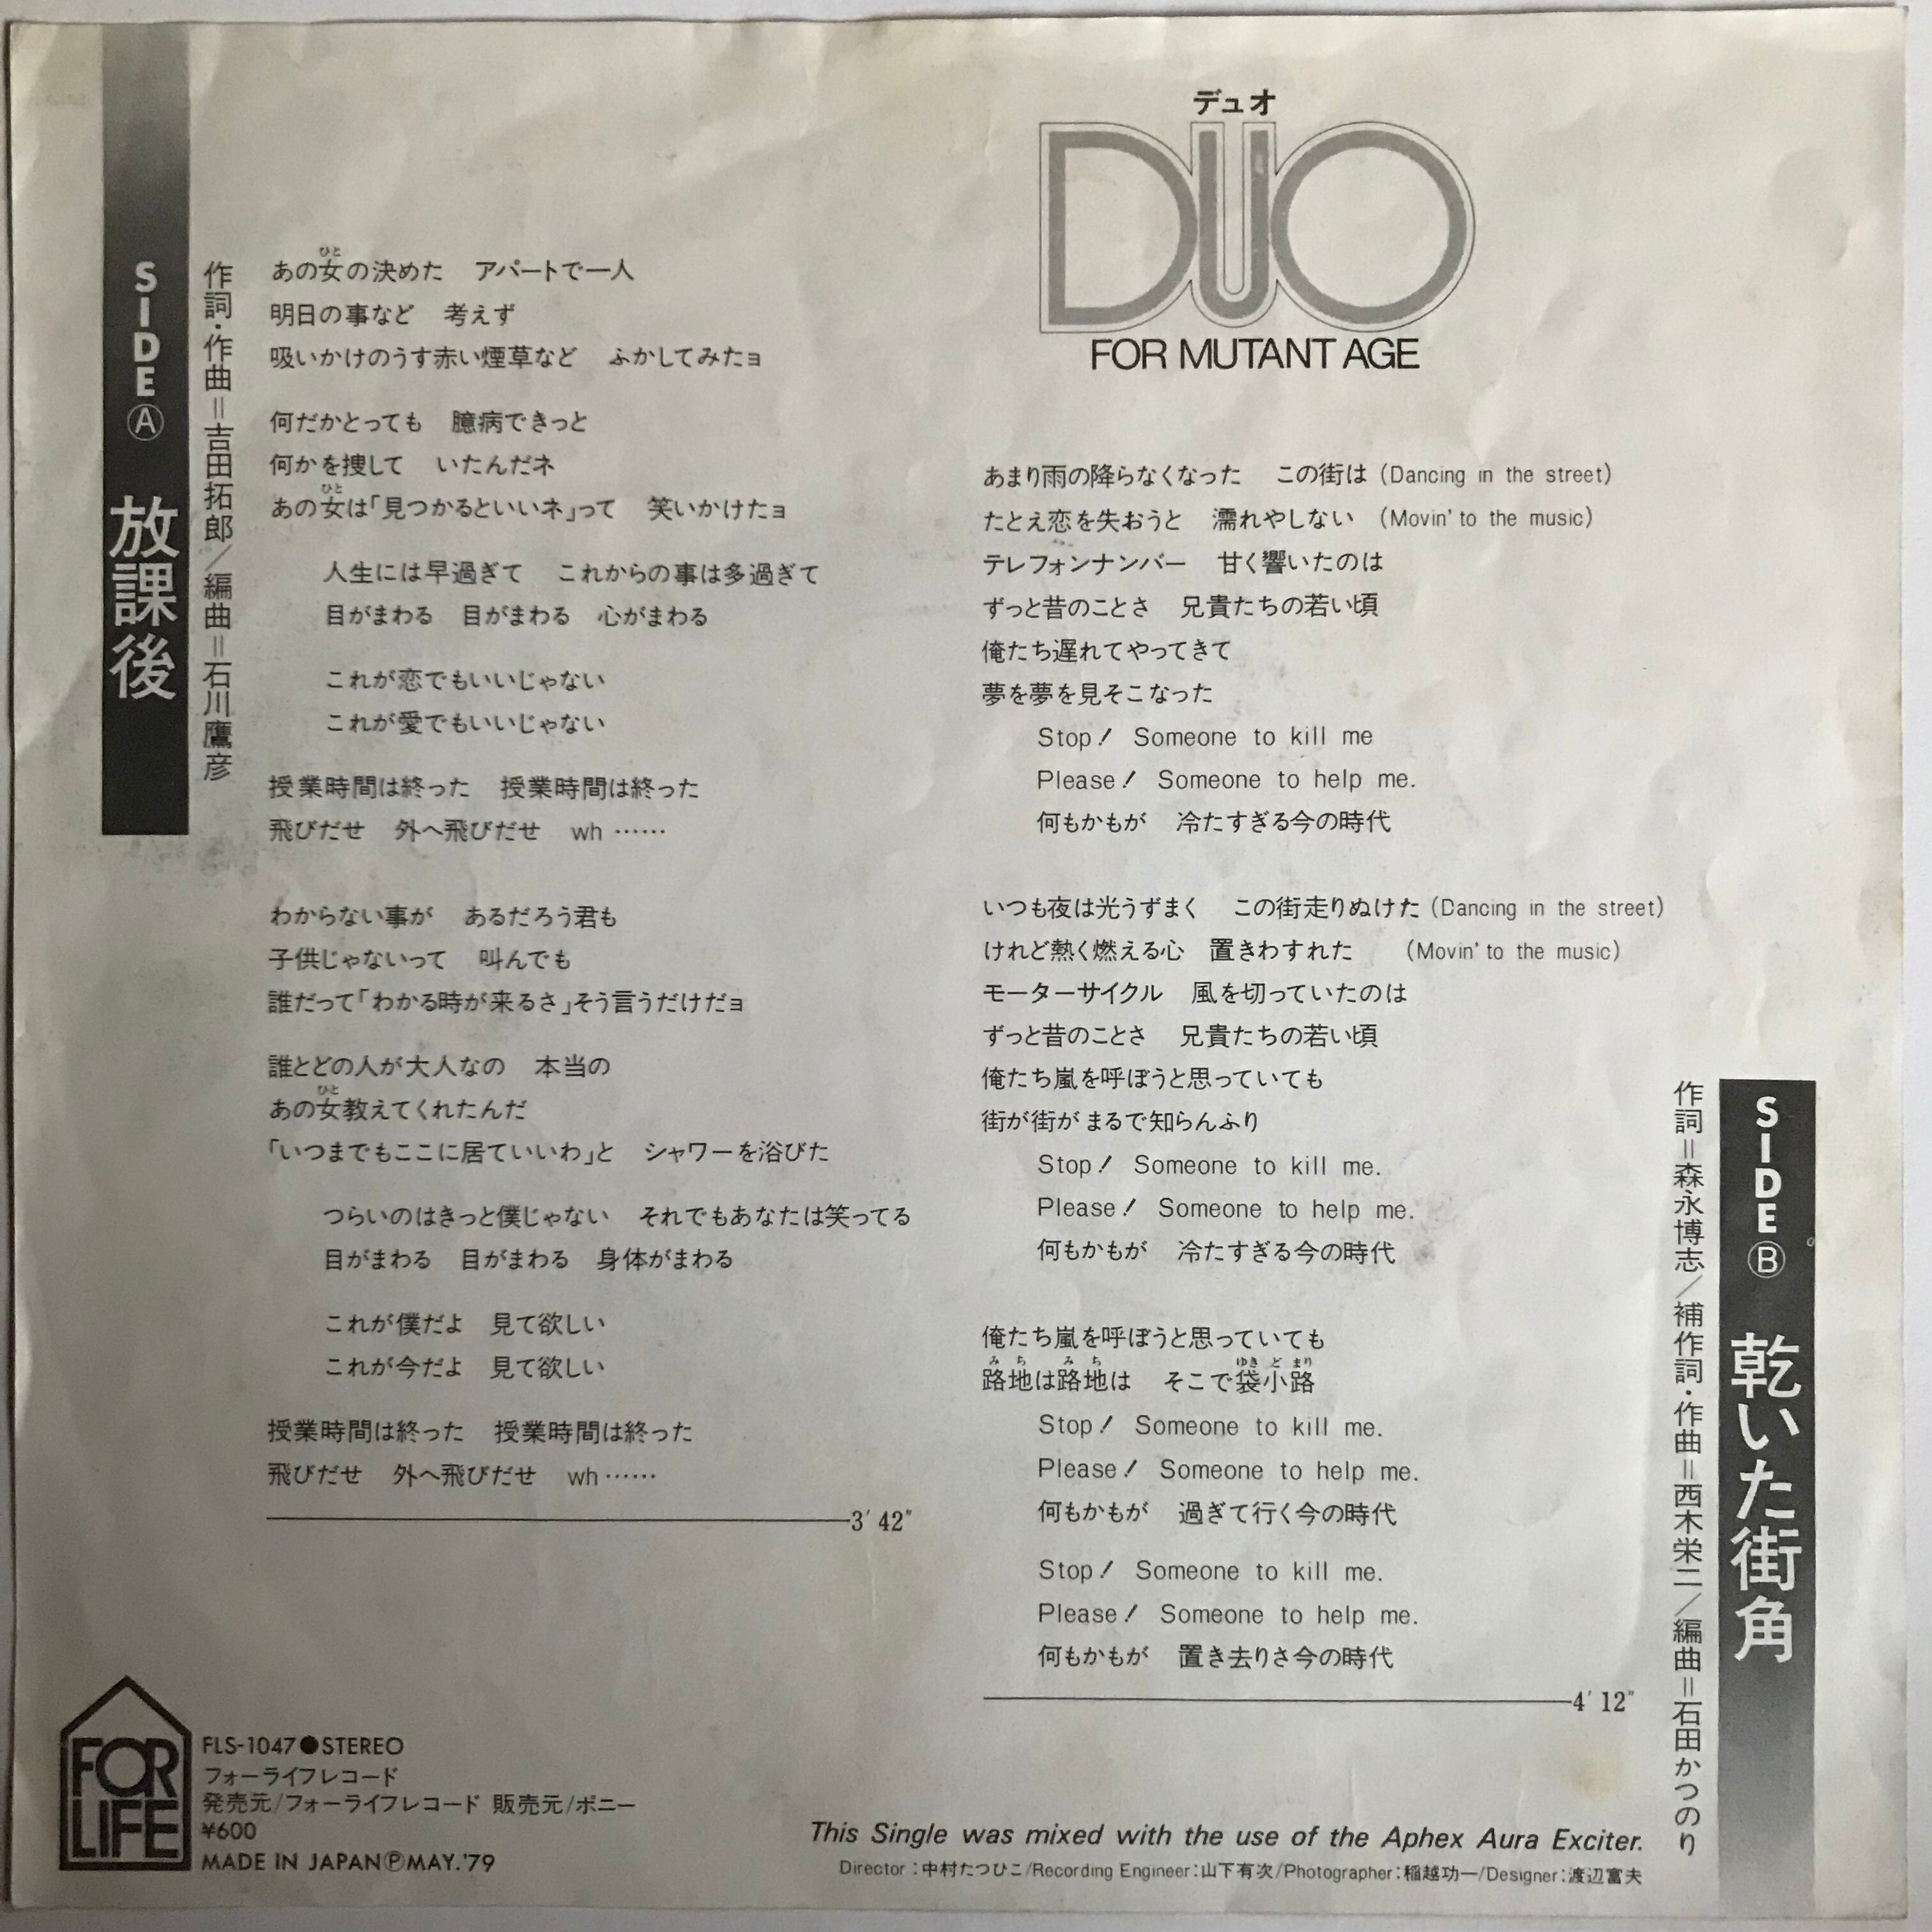 SIDE Ⓐ 放課後
作詞・作曲＝吉田拓郎／編曲＝石川鷹彦
あの女の決めた　アパートで一人
ひと
明日の事など　考えず
吸いかけのうす赤い煙草など　ふかしてみたョ
何だかとっても　臆病できっと
何かを捜して　いたんだネ
あの女は「見つかるといいネ」って　笑いかけたョ
ひと
人生には早過ぎて　これからの事は多過ぎて
目がまわる　目がまわる　心がまわる
これが恋でもいいじゃない
これが愛でもいいじゃない
授業時間は終った　授業時間は終った
飛びだせ　外へ飛びだせ　wh ……
わからない事が　あるだろう君も
子供じゃないって　叫んでも
誰だって「わかる時が来るさ」そう言うだけだョ
誰とどの人が大人なの　本当の
あの女教えてくれたんだ
ひと
「いつまでもここに居ていいわ」と　シャワーを浴びた
つらいのはきっと僕じゃない　それでもあなたは笑ってる
目がまわる　目がまわる　身体がまわる
これが僕だよ　見て欲しい
これが今だよ　見て欲しい
授業時間は終った　授業時間は終った
飛びだせ　外へ飛びだせ　wh ……
3′ 42″
デュオ
DUO
FOR MUTANT AGE
SIDE Ⓑ 乾いた街角
作詞＝森永博志／補作詞・作曲＝西木栄二／編曲＝石田かつのり
あまり雨の降らなくなった　この街は (Dancing in the street)
たとえ恋を失おうと　濡れやしない (Movin' to the music)
テレフォンナンバー　甘く響いたのは
ずっと昔のことさ　兄貴たちの若い頃
俺たち遅れてやってきて
夢を夢を見そこなった
Stop! Someone to kill me
Please! Someone to help me.
何もかもが　冷たすぎる今の時代
いつも夜は光うずまく　この街走りぬけた (Dancing in the street)
けれど熱く燃える心　置きわすれた (Movin' to the music)
モーターサイクル　風を切っていたのは
ずっと昔のことさ　兄貴たちの若い頃
俺たち嵐を呼ぼうと思っていても
街が街が まるで知らんふり
Stop! Someone to kill me.
Please! Someone to help me.
何もかもが　冷たすぎる今の時代
俺たち嵐を呼ぼうと思っていても
みち　みち　ゆきどまり
路地は路地は　そこで袋小路
Stop! Someone to kill me.
Please! Someone to help me.
何もかもが　過ぎて行く今の時代
Stop! Someone to kill me.
Please! Someone to help me.
何もかもが　置き去りさ今の時代
4′ 12″
FOR LIFE
FLS-1047●STEREO
フォーライフレコード
発売元/フォーライフレコード 販売元/ポニー
¥600
MADE IN JAPANⓅMAY.'79
This Single was mixed with the use of the Aphex Aura Exciter.
Director：中村たつひこ/Recording Engineer：山下有次/Photographer：稲越功一/Designer：渡辺富夫